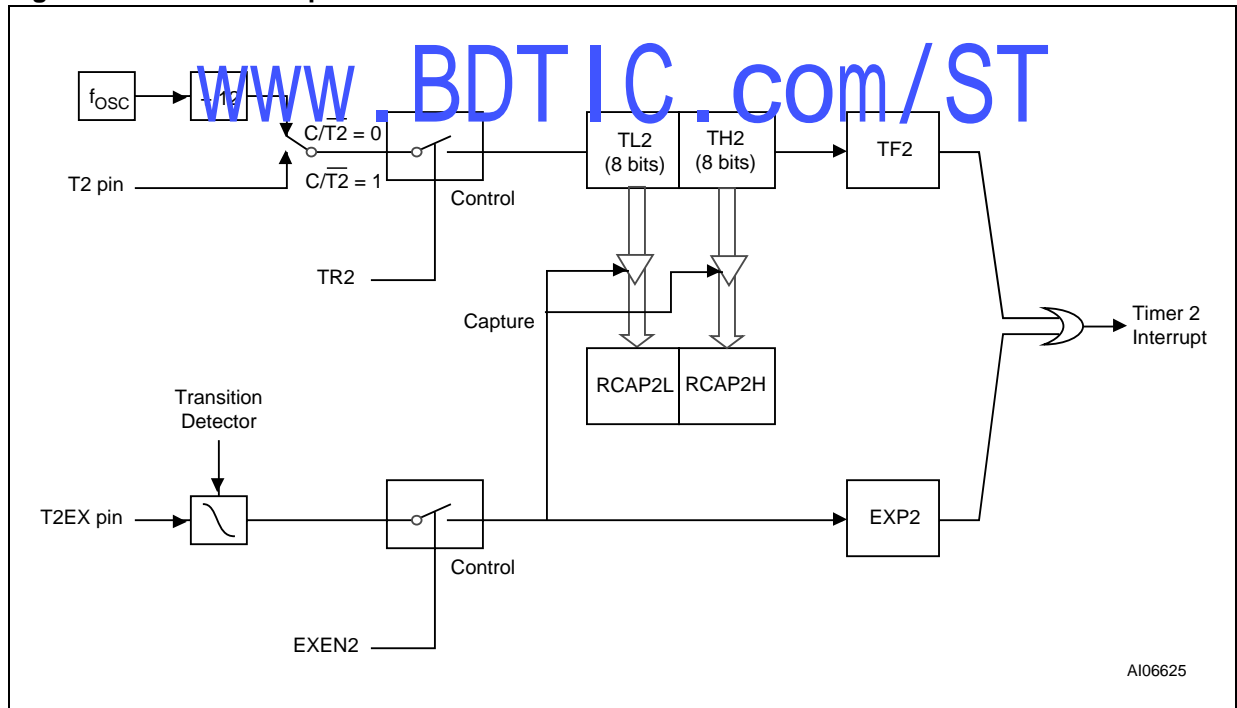 www.BDTIC.com/ST
fOSC
÷ 12
C/T2 = 0
C/T2 = 1
T2 pin
Control
TR2
TL2
(8 bits)
TH2
(8 bits)
TF2
Capture
RCAP2L
RCAP2H
Timer 2
Interrupt
Transition
Detector
T2EX pin
Control
EXP2
EXEN2
AI06625